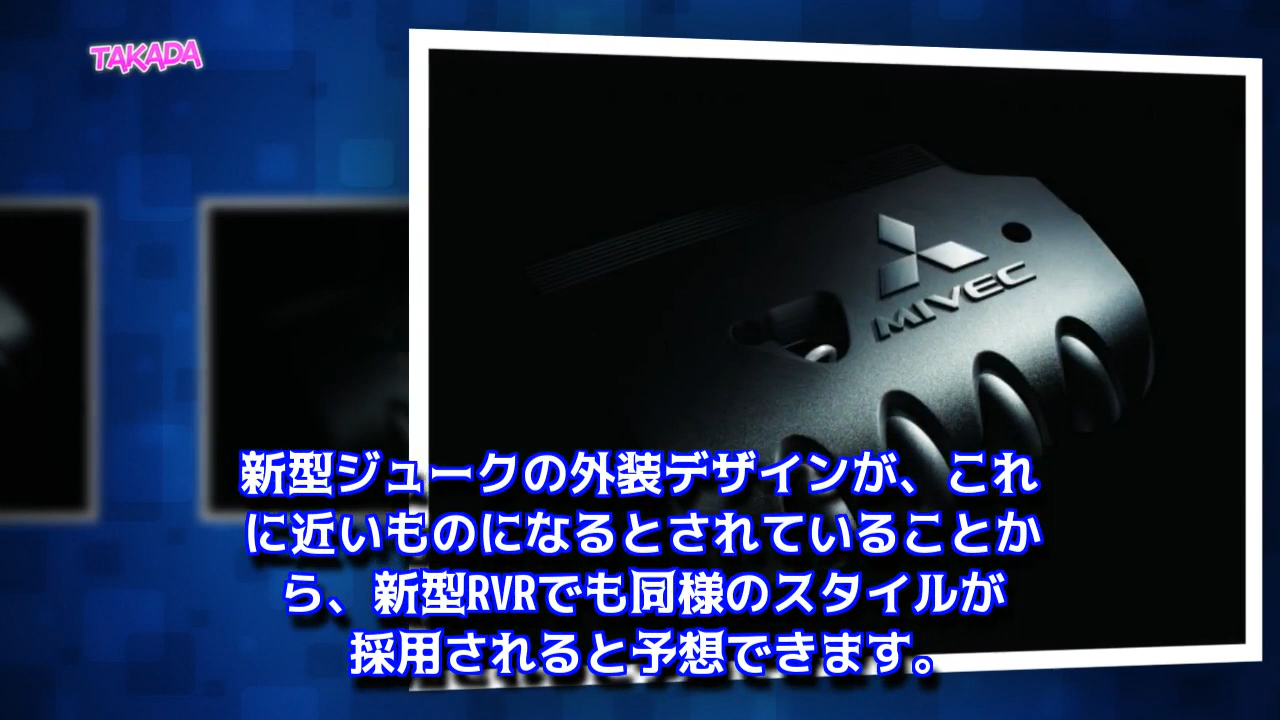 TAKADA
MIVEC
新型ジュークの外装デザインが、これ
に近いものになるとされていることか
ら、新型RVRでも同様のスタイルが
採用されると予想できます。